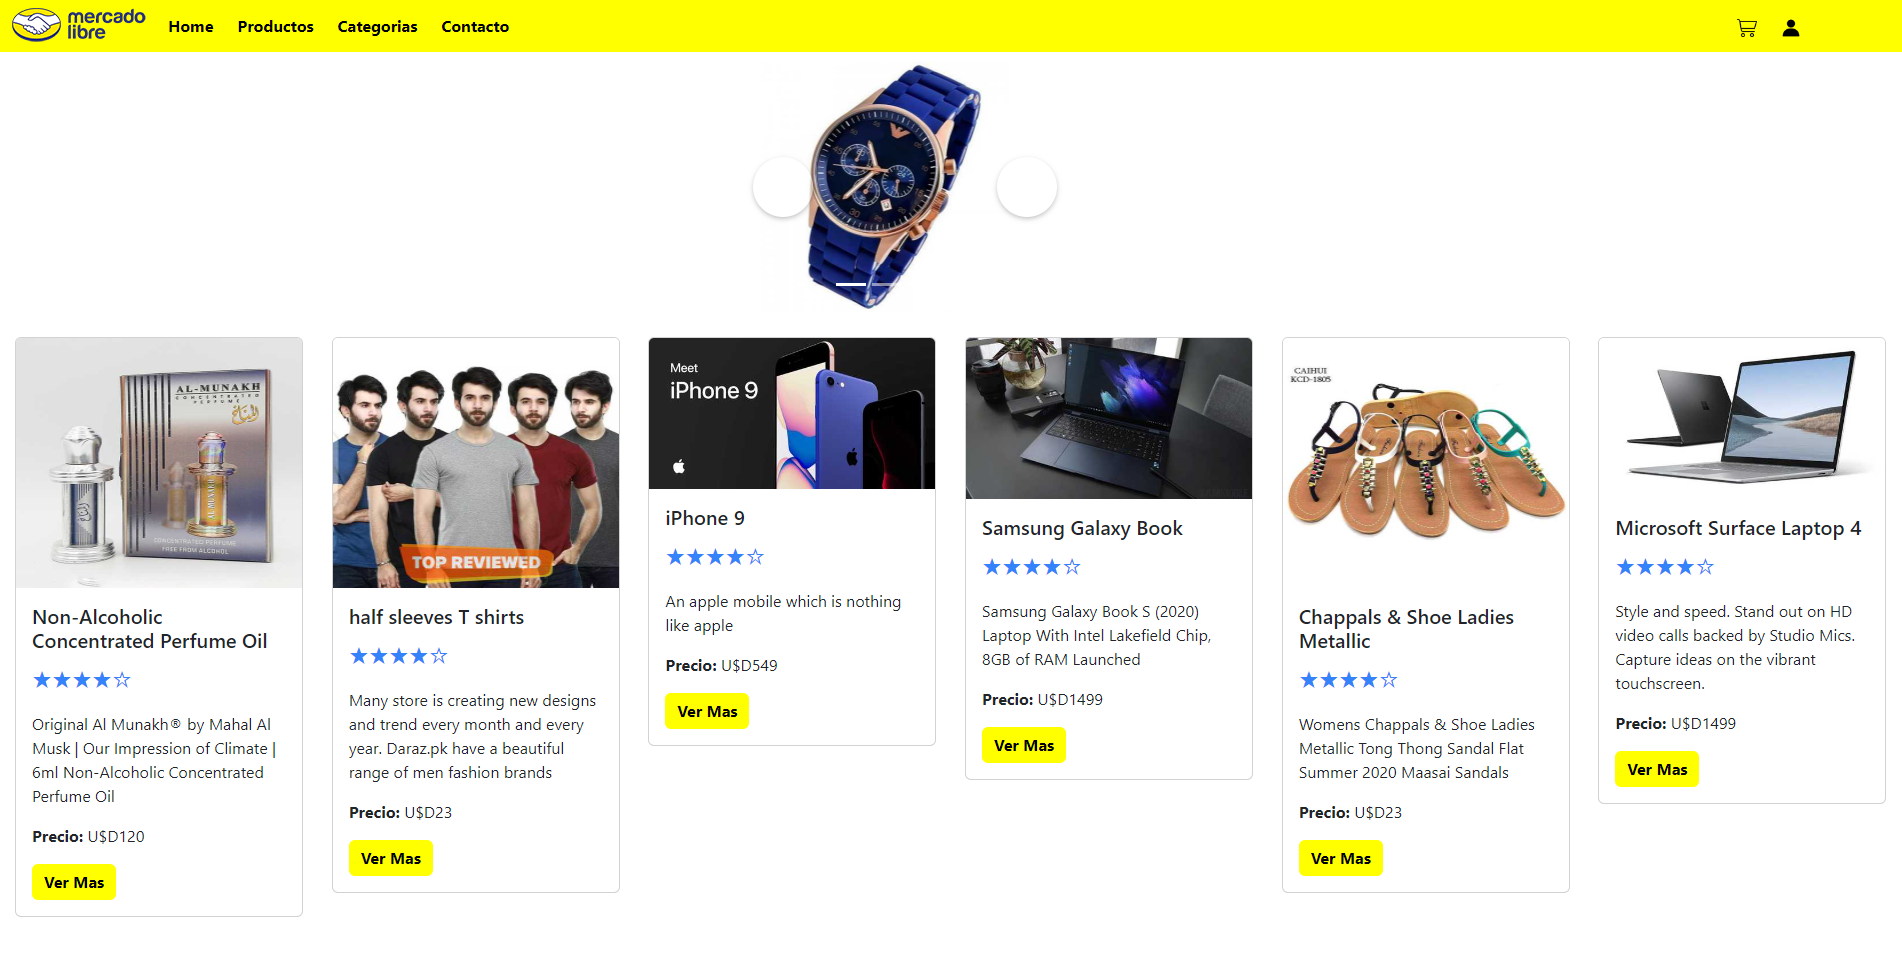 mercado
libre
Home
Productos
Categorias
Contacto
AL-MUNAKH
CONCENTRATED
PERFUME
AL MUNAKH
CONCENTRATED PERFUME
FREE FROM ALCOHOL
Non-Alcoholic
Concentrated Perfume Oil
★★★★☆
Original Al Munakh® by Mahal Al
Musk | Our Impression of Climate |
6ml Non-Alcoholic Concentrated
Perfume Oil
Precio: U$D120
Ver Mas
TOP REVIEWED
half sleeves T shirts
★★★★☆
Many store is creating new designs
and trend every month and every
year. Daraz.pk have a beautiful
range of men fashion brands
Precio: U$D23
Ver Mas
Meet
iPhone 9
iPhone 9
★★★★☆
An apple mobile which is nothing
like apple
Precio: U$D549
Ver Mas
Samsung Galaxy Book
★★★★☆
Samsung Galaxy Book S (2020)
Laptop With Intel Lakefield Chip,
8GB of RAM Launched
Precio: U$D1499
Ver Mas
CAIHUI
KCD-1805
Chappals & Shoe Ladies
Metallic
★★★★☆
Womens Chappals & Shoe Ladies
Metallic Tong Thong Sandal Flat
Summer 2020 Maasai Sandals
Precio: U$D23
Ver Mas
Microsoft Surface Laptop 4
★★★★☆
Style and speed. Stand out on HD
video calls backed by Studio Mics.
Capture ideas on the vibrant
touchscreen.
Precio: U$D1499
Ver Mas